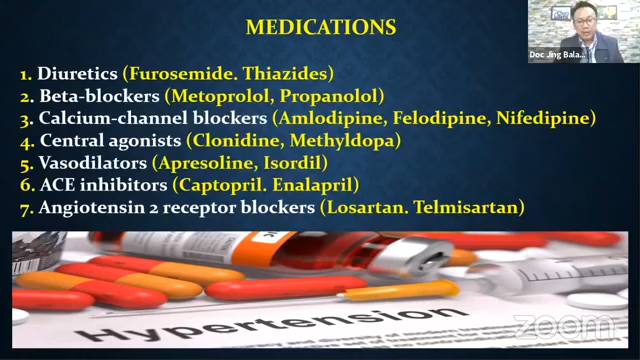 MEDICATIONS
Doc Jing Bala...
1. Diuretics (Furosemide. Thiazides)
2. Beta-blockers (Metoprolol, Propanolol)
3. Calcium-channel blockers (Amlodipine, Felodipine, Nifedipine)
4. Central agonists (Clonidine, Methyldopa)
5. Vasodilators (Apresoline, Isordil)
6. ACE inhibitors (Captopril. Enalapril)
7. Angiotensin 2 receptor blockers (Losartan. Telmisartan)
Hypertension
zoom